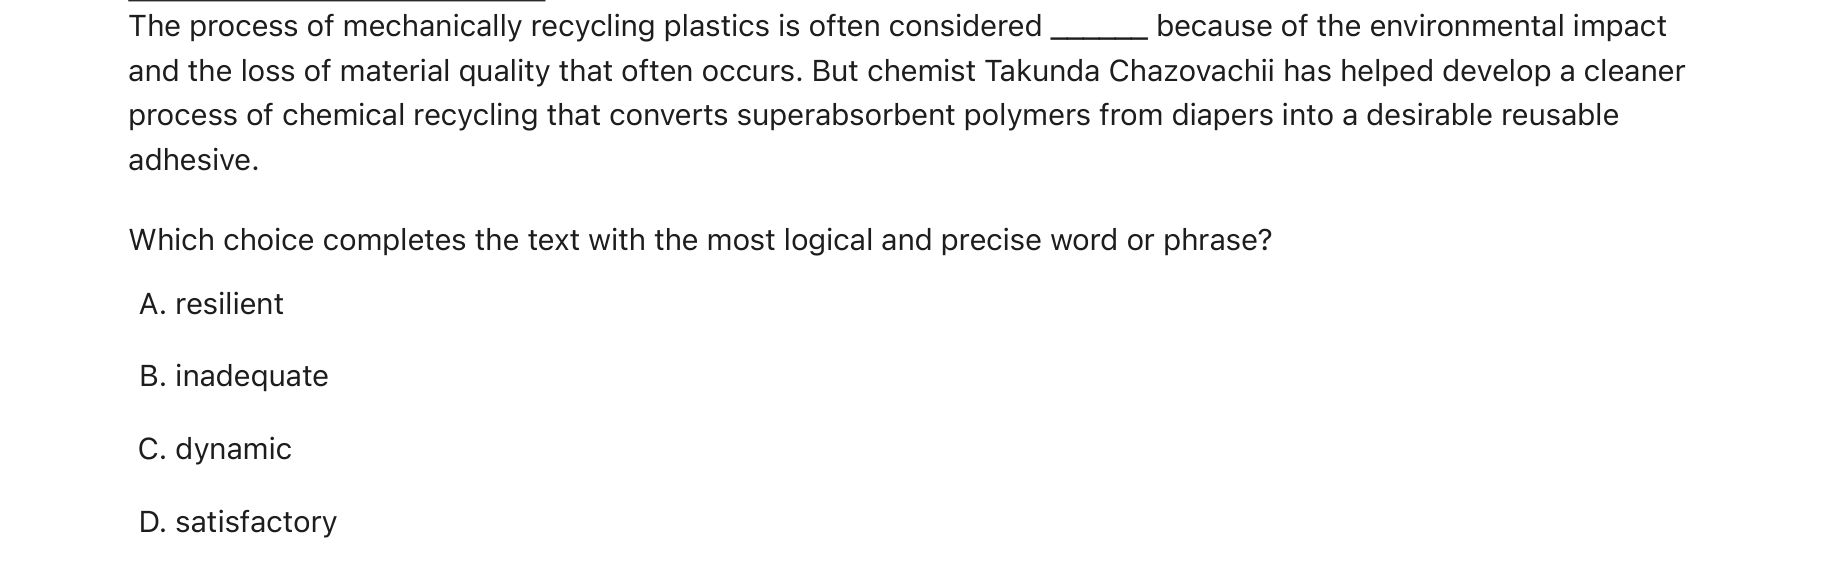 The process of mechanically recycling plastics is often considered ______ because of the environmental impact
and the loss of material quality that often occurs. But chemist Takunda Chazovachii has helped develop a cleaner
process of chemical recycling that converts superabsorbent polymers from diapers into a desirable reusable
adhesive.
Which choice completes the text with the most logical and precise word or phrase?
A. resilient
B. inadequate
C. dynamic
D. satisfactory